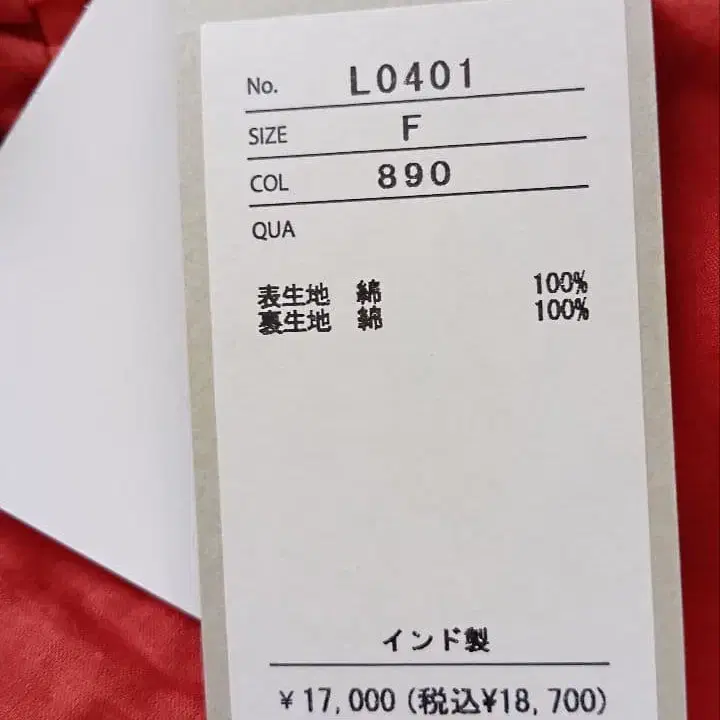 No. L0401
SIZE F
COL 890
QUA
表生地 綿 100%
裏生地 綿 100%
インド製
¥17,000 (税込¥18,700)